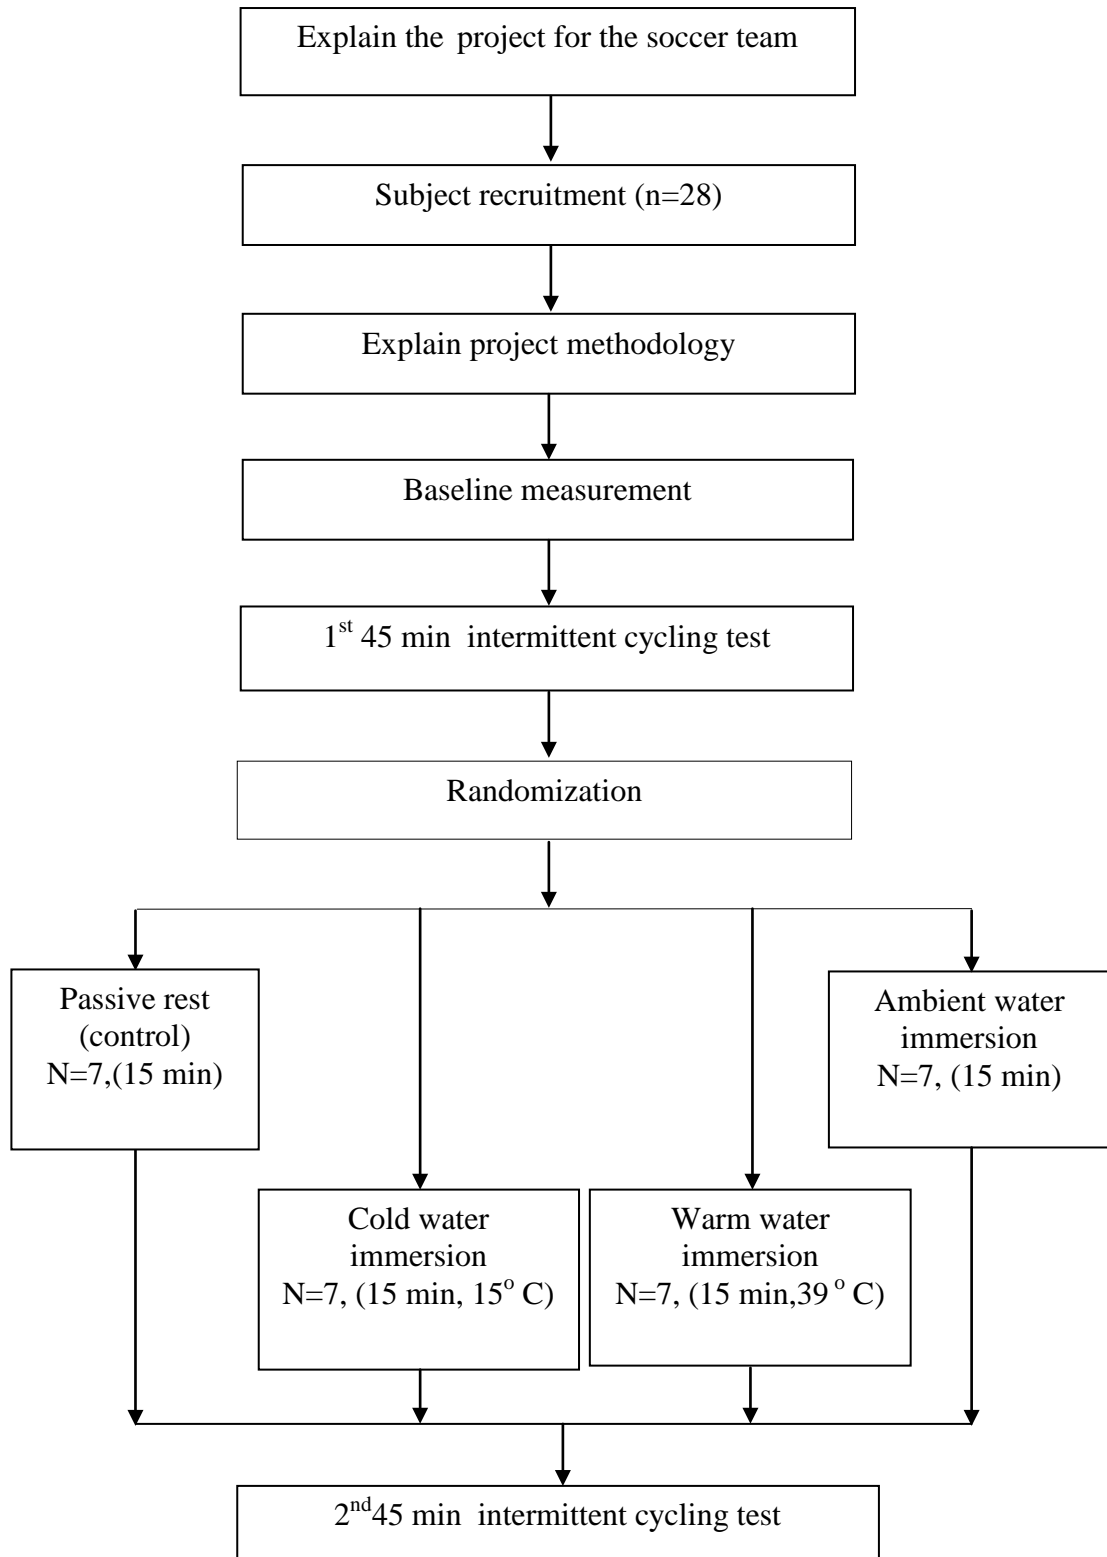 Explain the project for the soccer team
Subject recruitment (n=28)
Explain project methodology
Baseline measurement
1st 45 min intermittent cycling test
Randomization
Passive rest
(control)
N=7,(15 min)
Ambient water
immersion
N=7, (15 min)
Cold water
immersion
N=7, (15 min, 15o C)
Warm water
immersion
N=7, (15 min,39 o C)
2nd45 min intermittent cycling test